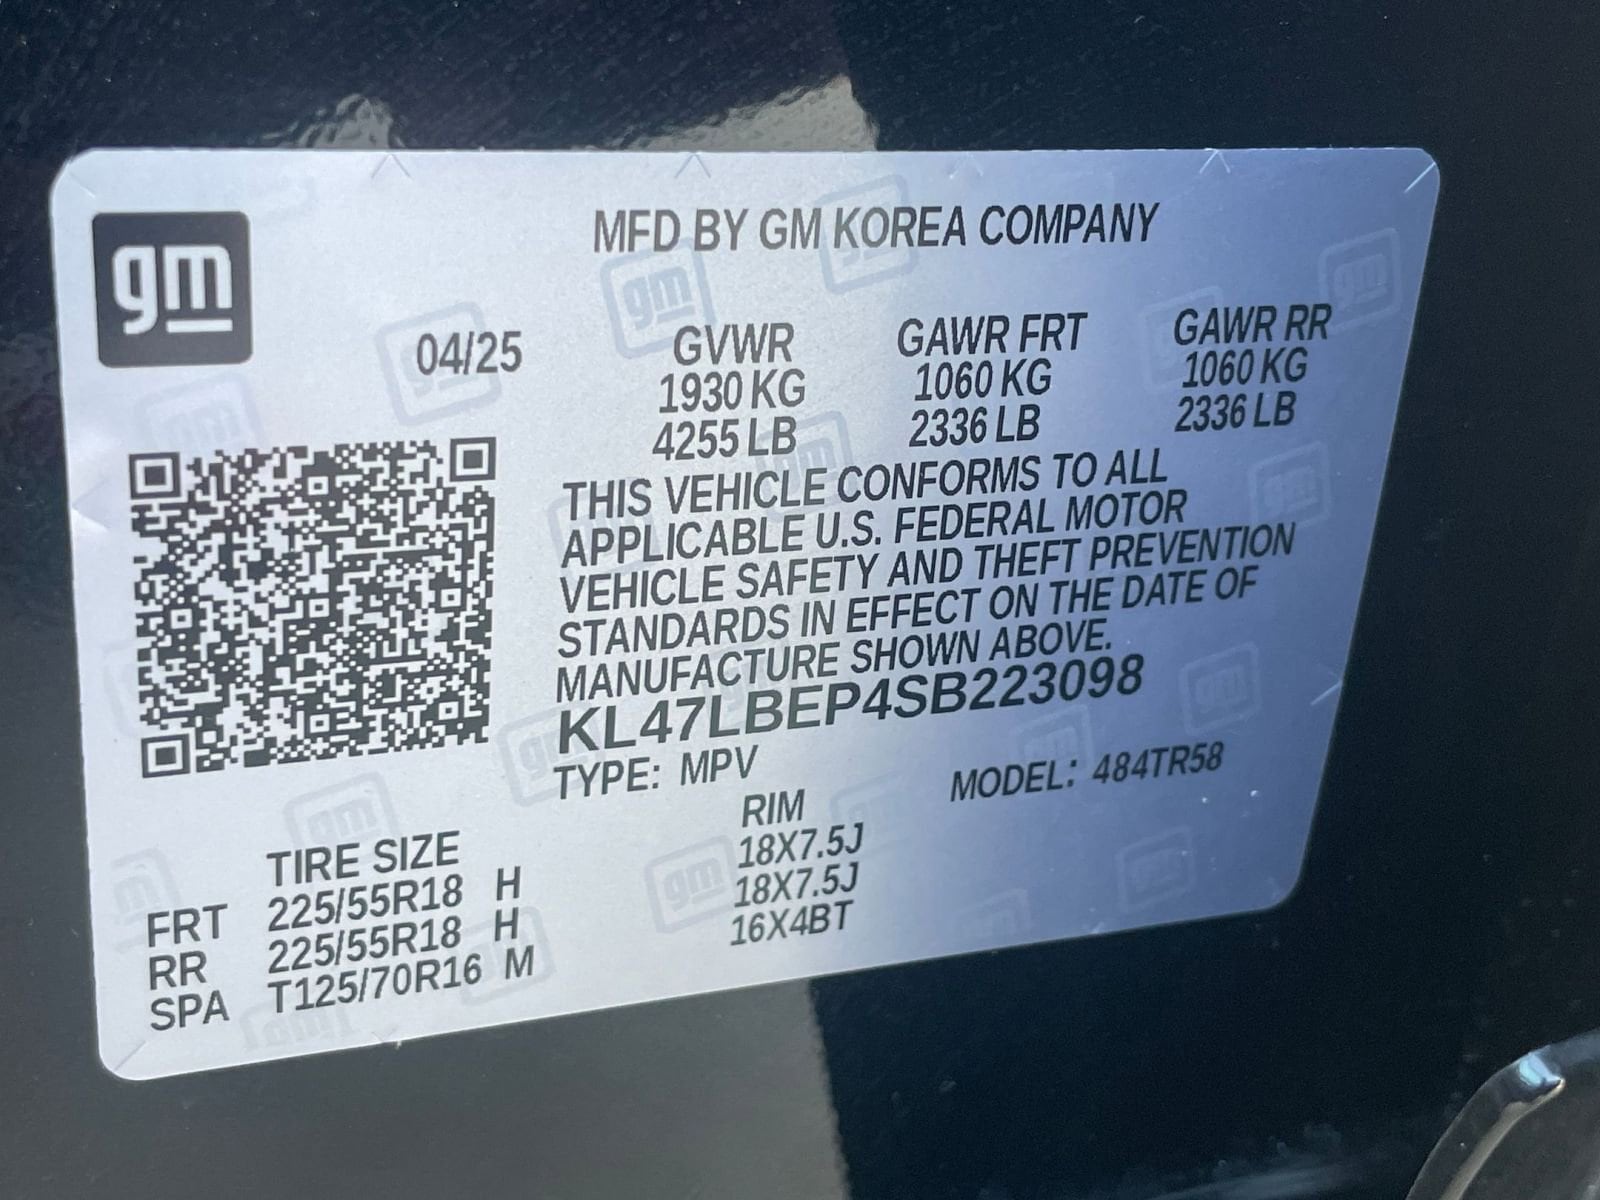 gm
MFD BY GM KOREA COMPANY
04/25
GVWR GAWR FRT GAWR RR
1930 KG 1060 KG 1060 KG
4255 LB 2336 LB 2336 LB
THIS VEHICLE CONFORMS TO ALL
APPLICABLE U.S. FEDERAL MOTOR
VEHICLE SAFETY AND THEFT PREVENTION
STANDARDS IN EFFECT ON THE DATE OF
MANUFACTURE SHOWN ABOVE.
KL47LBEP4SB223098
TYPE: MPV MODEL: 484TR58
TIRE SIZE RIM
FRT 225/55R18 H 18X7.5J
RR 225/55R18 H 18X7.5J
SPA T125/70R16 M 16X4BT